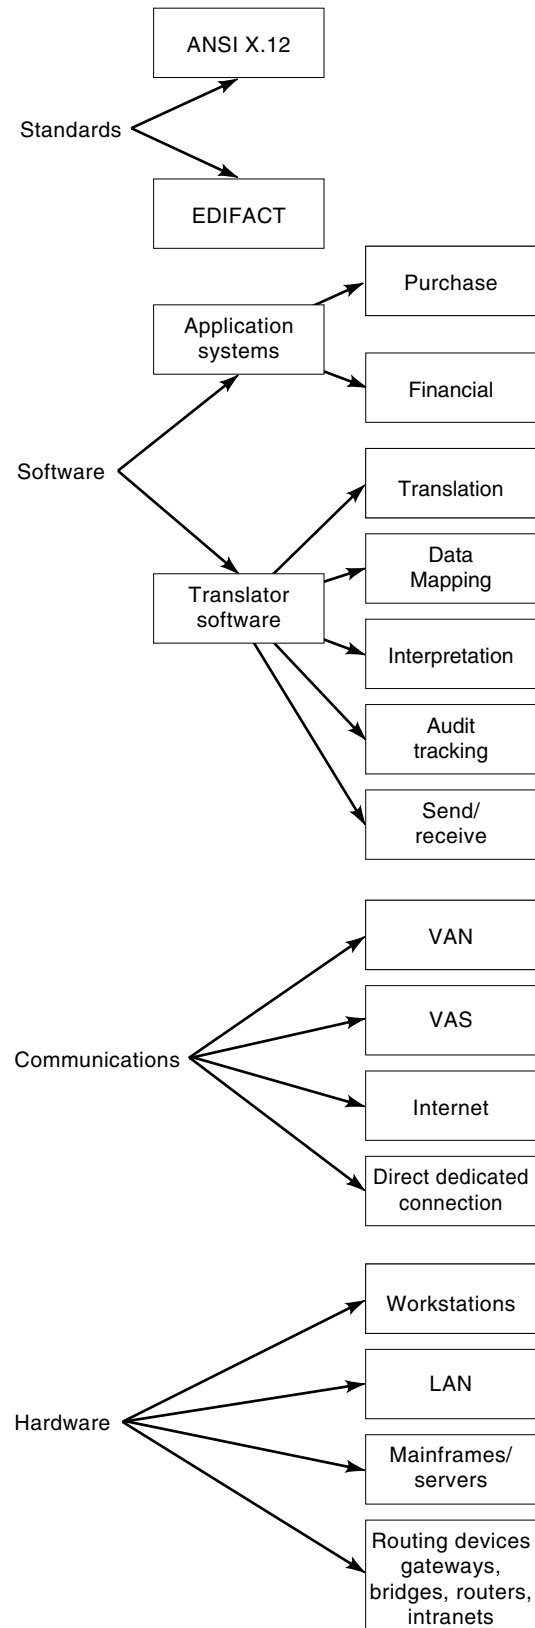 ANSI X.12
Standards
EDIFACT
Purchase
Application
systems
Financial
Software
Translation
Data
Mapping
Translator
software
Interpretation
Audit
tracking
Send/
receive
VAN
VAS
Communications
Internet
Direct dedicated
connection
Workstations
LAN
Hardware
Mainframes/
servers
Routing devices
gateways,
bridges, routers,
intranets